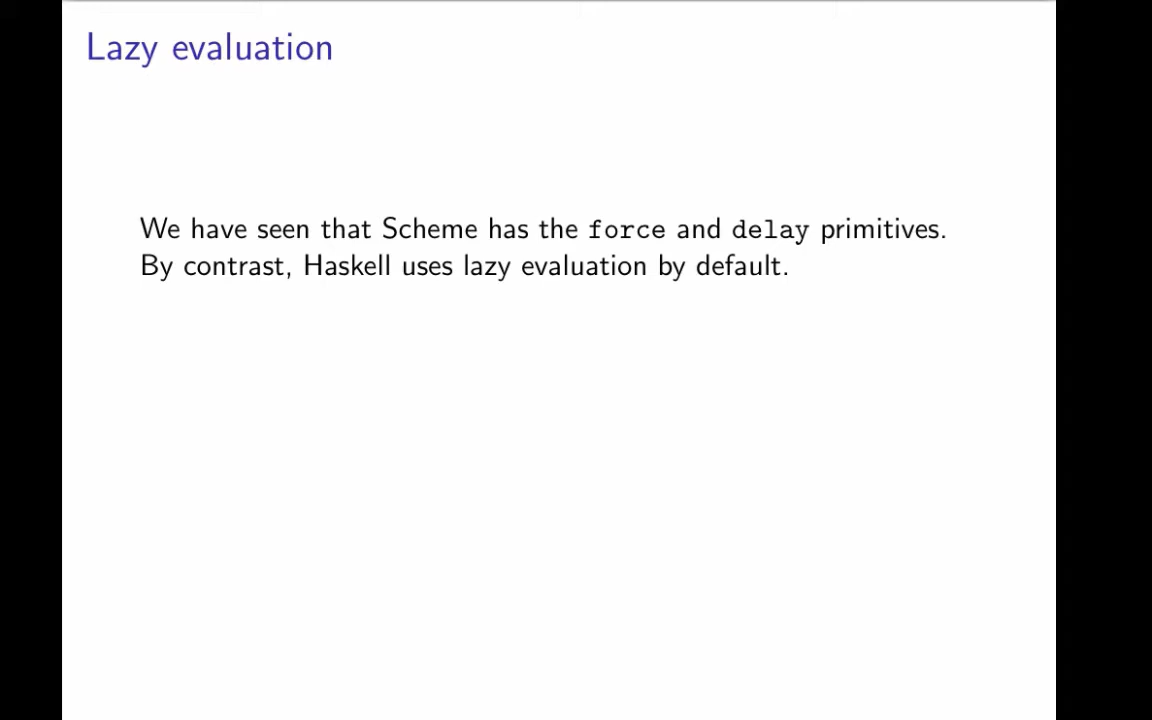 Lazy evaluation
We have seen that Scheme has the force and delay primitives.
By contrast, Haskell uses lazy evaluation by default.